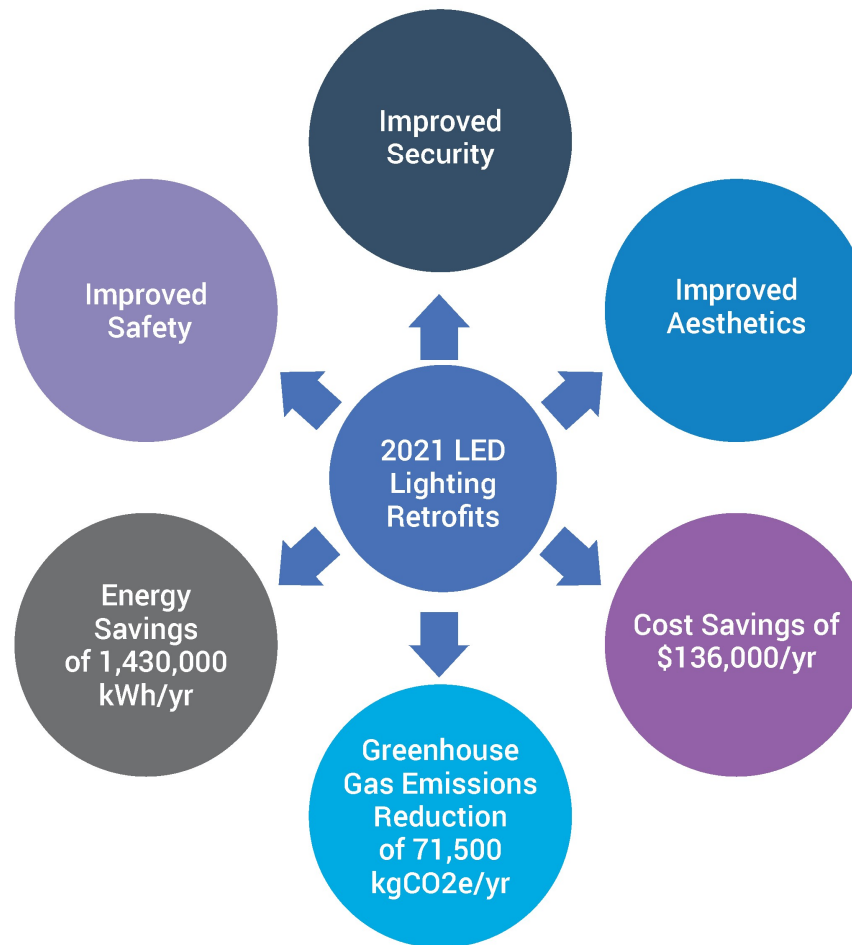 Improved
Security
Improved
Safety
Improved
Aesthetics
2021 LED
Lighting
Retrofits
Energy
Savings
of 1,430,000
kWh/yr
Cost Savings of
$136,000/yr
Greenhouse
Gas Emissions
Reduction
of 71,500
kgCO2e/yr